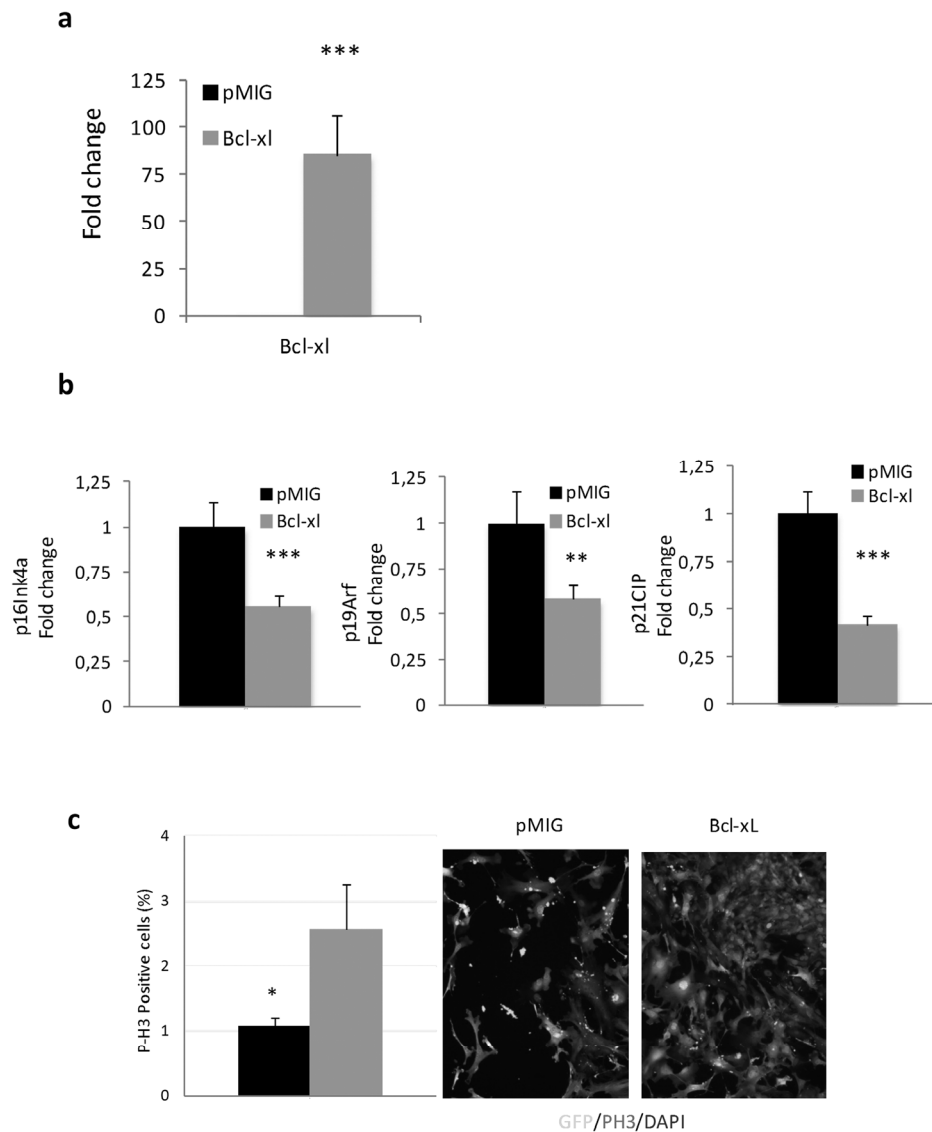 a
***
125
100
75
50
25
0
Fold change
pMIG
Bcl-xl
Bcl-xl
b
1,25
1
0,75
0,5
0,25
0
p16Ink4a
Fold change
pMIG
Bcl-xl
***
1,25
1
0,75
0,5
0,25
0
p19Arf
Fold change
pMIG
Bcl-xl
**
1,25
1
0,75
0,5
0,25
0
p21CIP
Fold change
pMIG
Bcl-xl
***
c
4
3
2
1
0
P-H3 Positive cells (%)
*
pMIG
Bcl-xL
GFP/PH3/DAPI